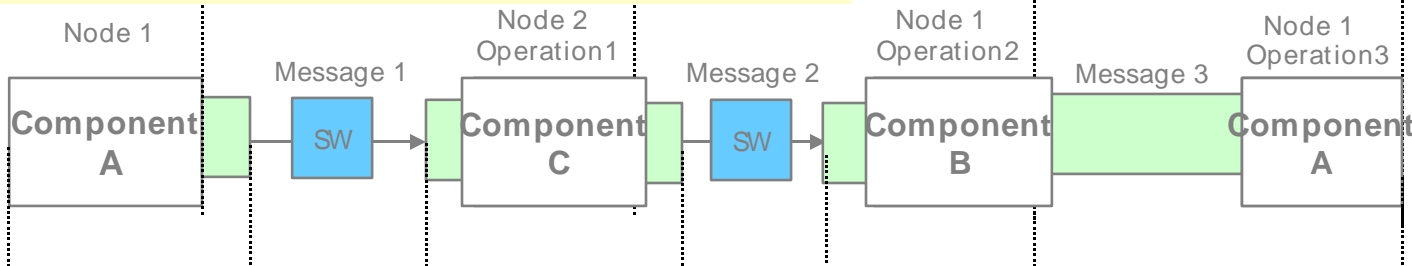 Node 1
Component
A
Message 1
SW
Node 2
Operation1
Component
C
Message 2
SW
Node 1
Operation2
Component
B
Message 3
Node 1
Operation3
Component
A